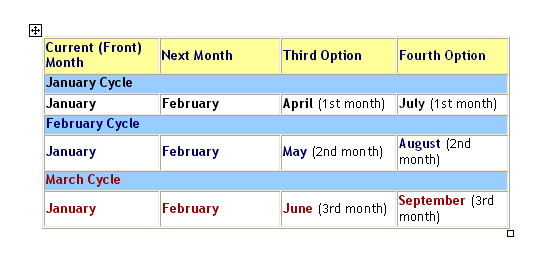 Current (Front) Month Next Month Third Option Fourth Option
January Cycle
January February April (1st month) July (1st month)
February Cycle
January February May (2nd month) August (2nd month)
March Cycle
January February June (3rd month) September (3rd month)